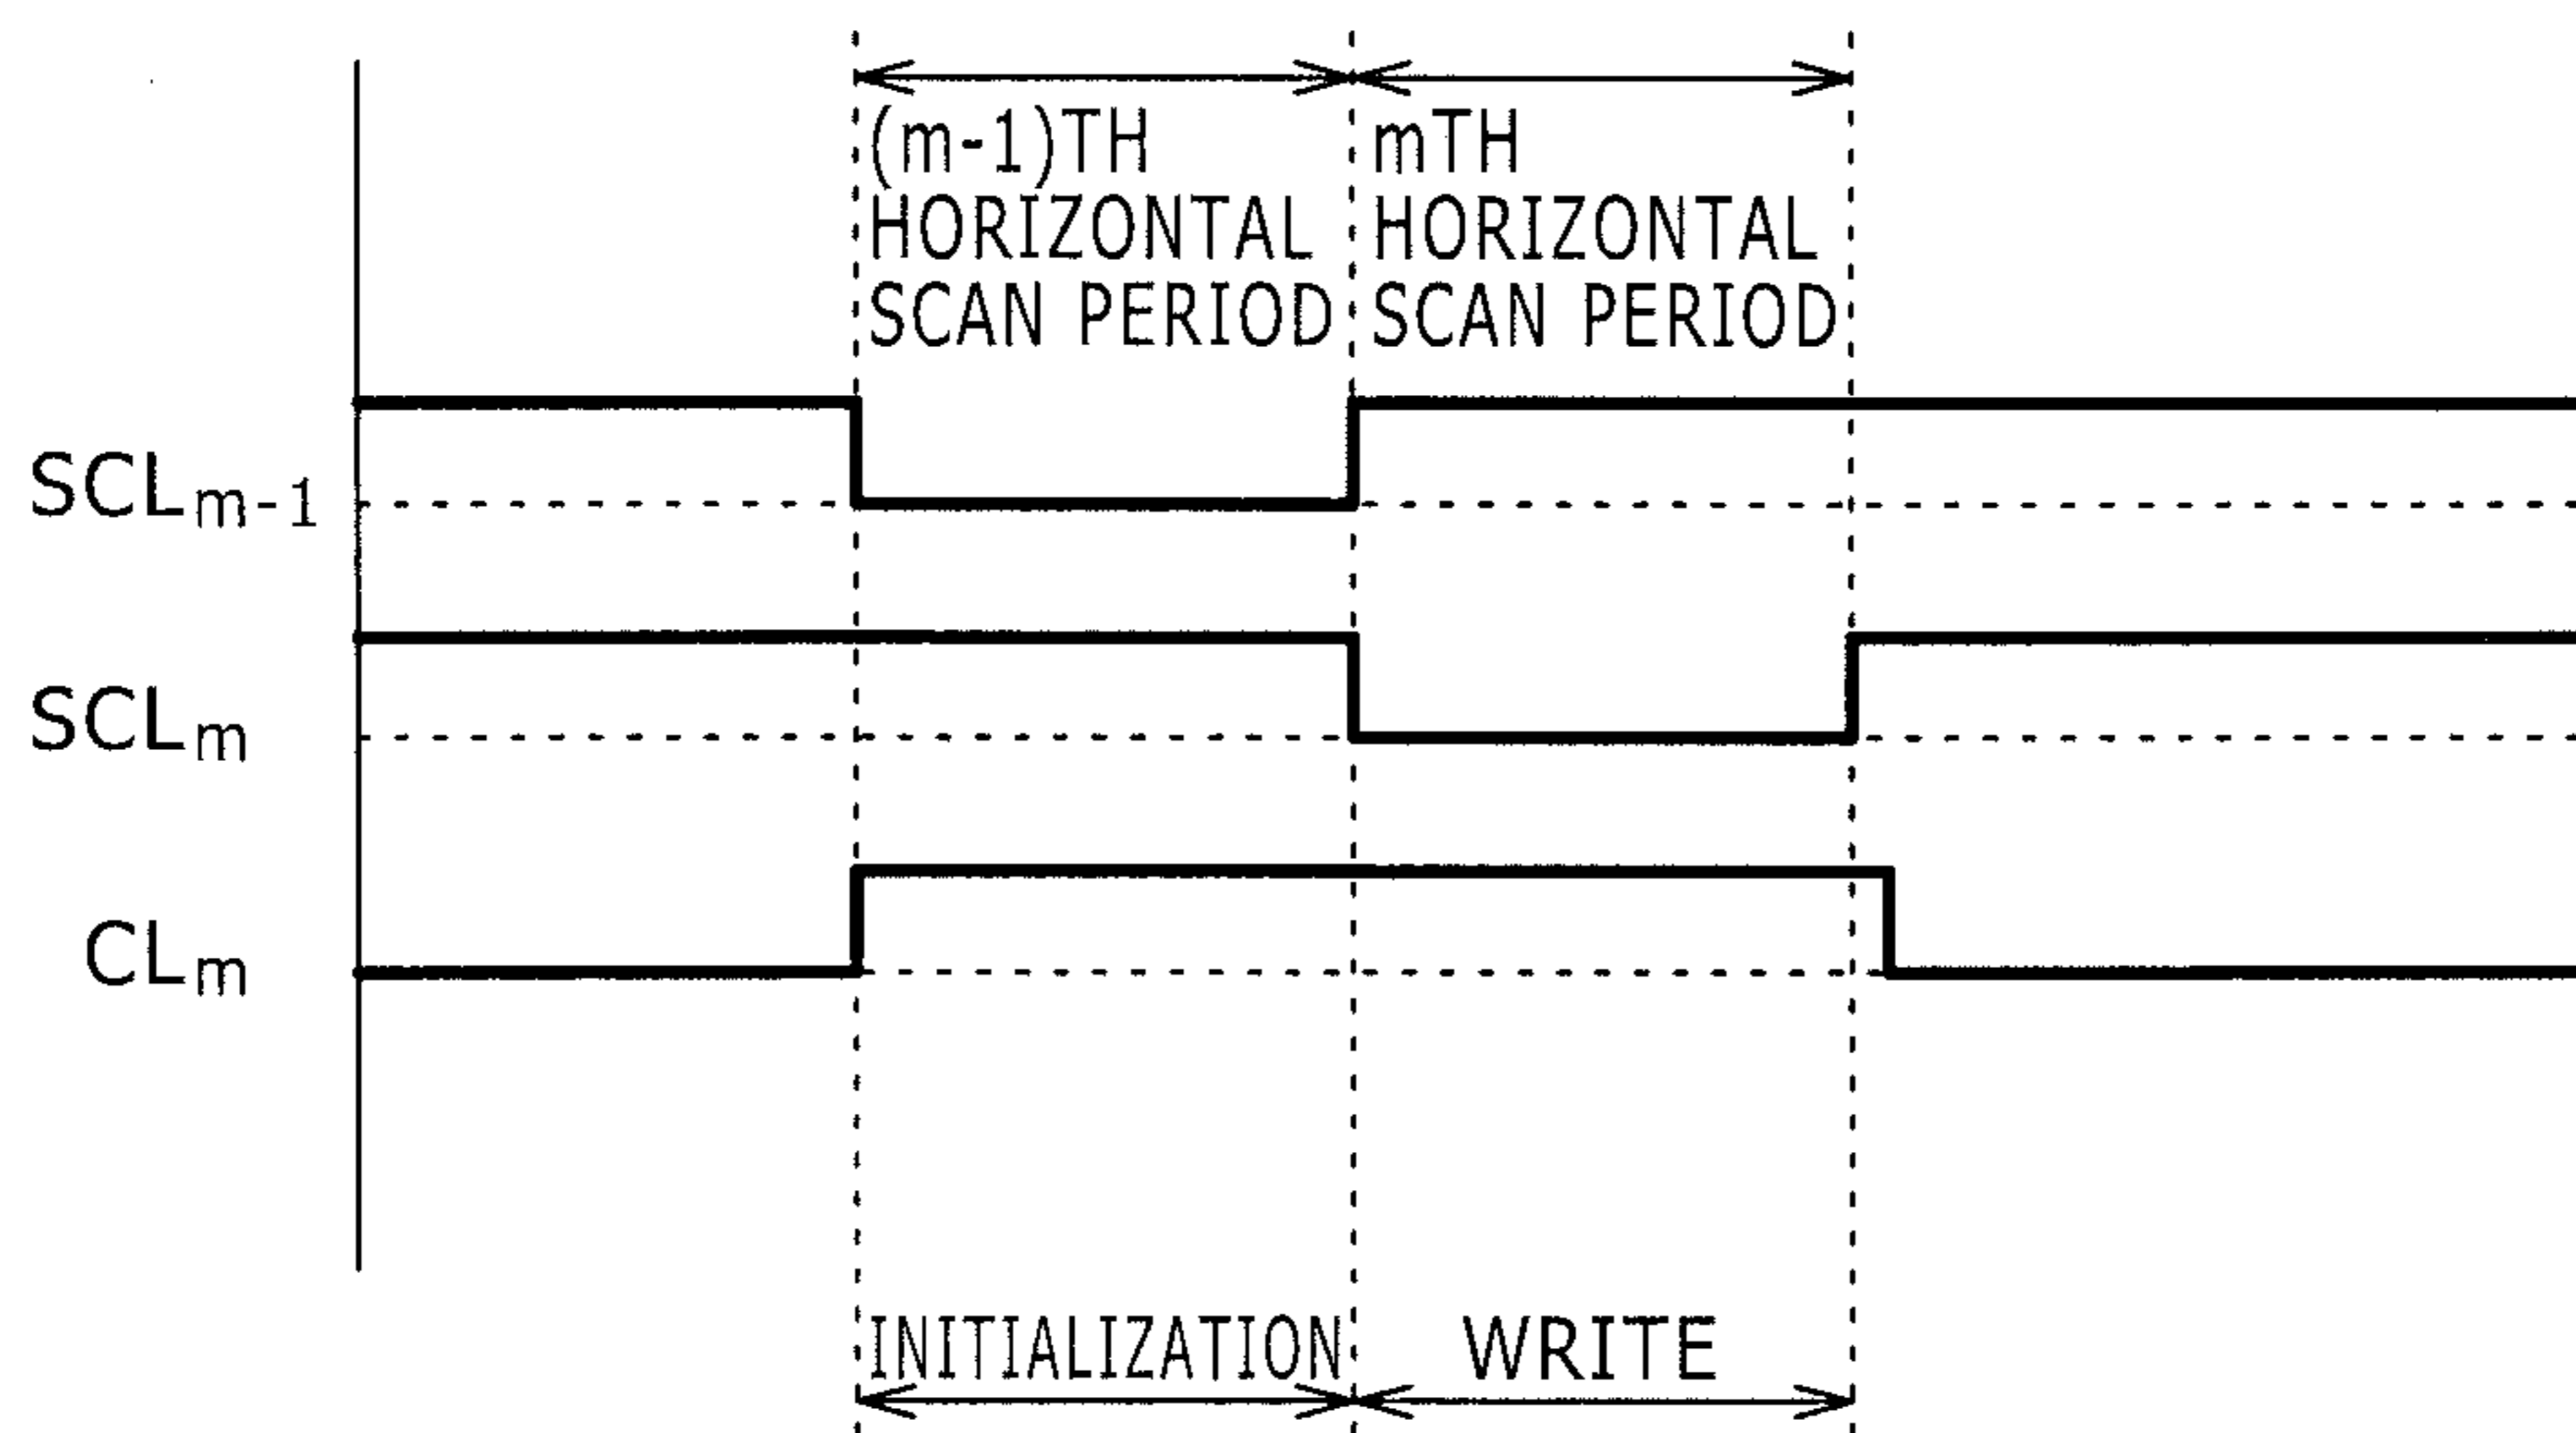 (m-1)TH
HORIZONTAL
SCAN PERIOD
mTH
HORIZONTAL
SCAN PERIOD
SCLm-1
SCLm
CLm
INITIALIZATION
WRITE